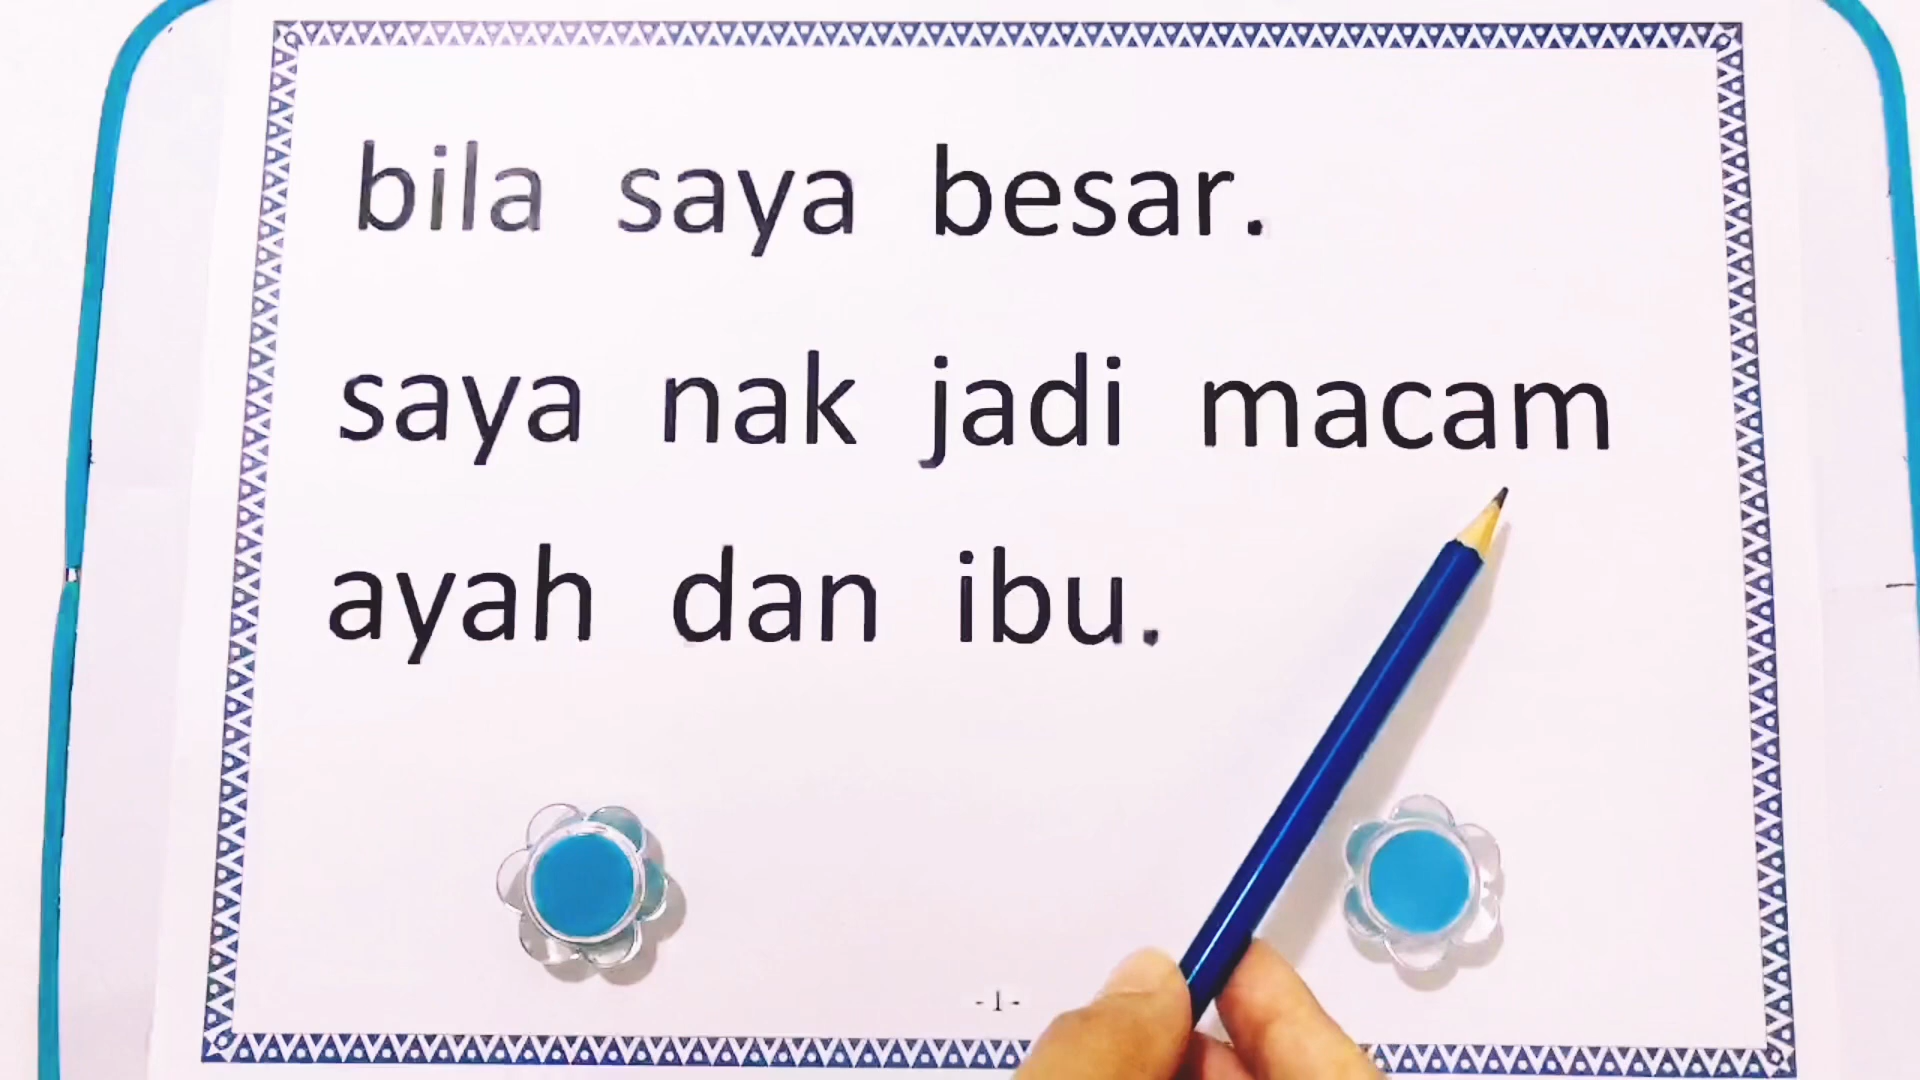 bila saya besar.
saya nak jadi macam
ayah dan ibu.
- 1 -